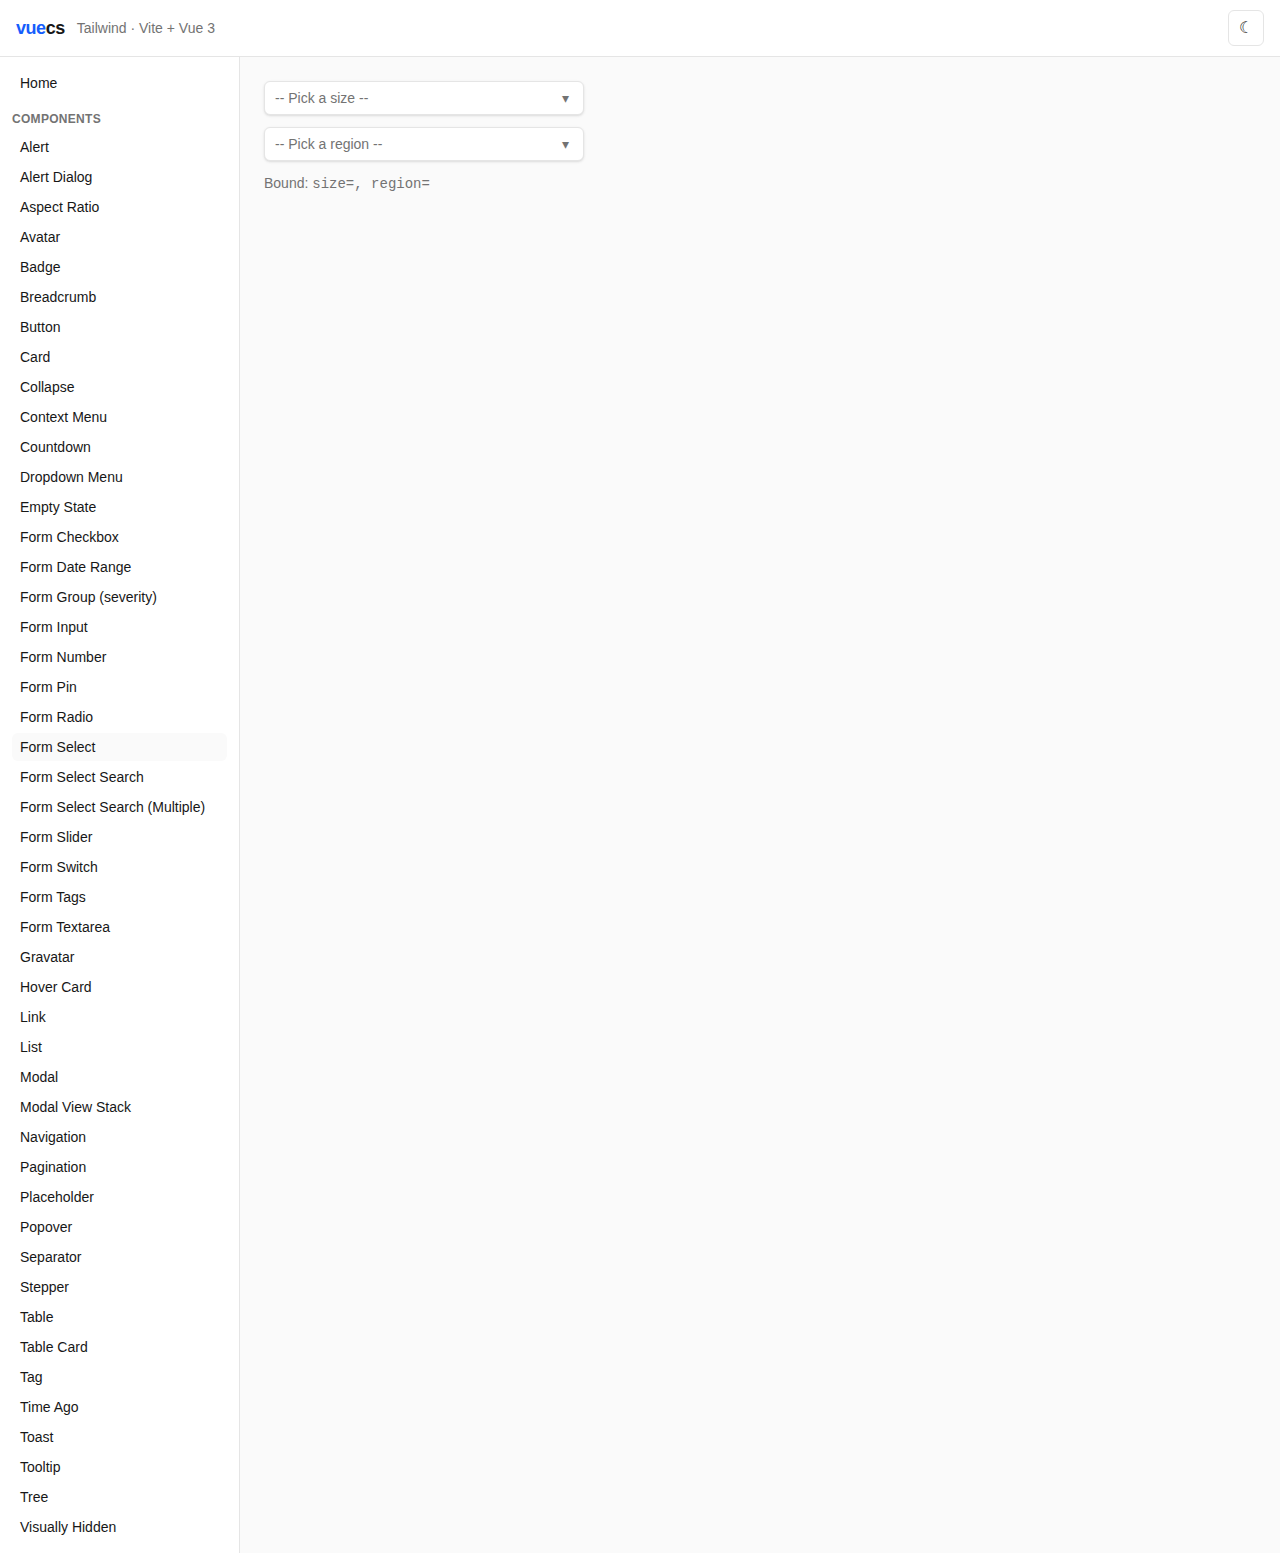 vuecs Tailwind · Vite + Vue 3
Home
COMPONENTS
Alert
Alert Dialog
Aspect Ratio
Avatar
Badge
Breadcrumb
Button
Card
Collapse
Context Menu
Countdown
Dropdown Menu
Empty State
Form Checkbox
Form Date Range
Form Group (severity)
Form Input
Form Number
Form Pin
Form Radio
Form Select
Form Select Search
Form Select Search (Multiple)
Form Slider
Form Switch
Form Tags
Form Textarea
Gravatar
Hover Card
Link
List
Modal
Modal View Stack
Navigation
Pagination
Placeholder
Popover
Separator
Stepper
Table
Table Card
Tag
Time Ago
Toast
Tooltip
Tree
Visually Hidden
-- Pick a size --
-- Pick a region --
Bound: size=, region=